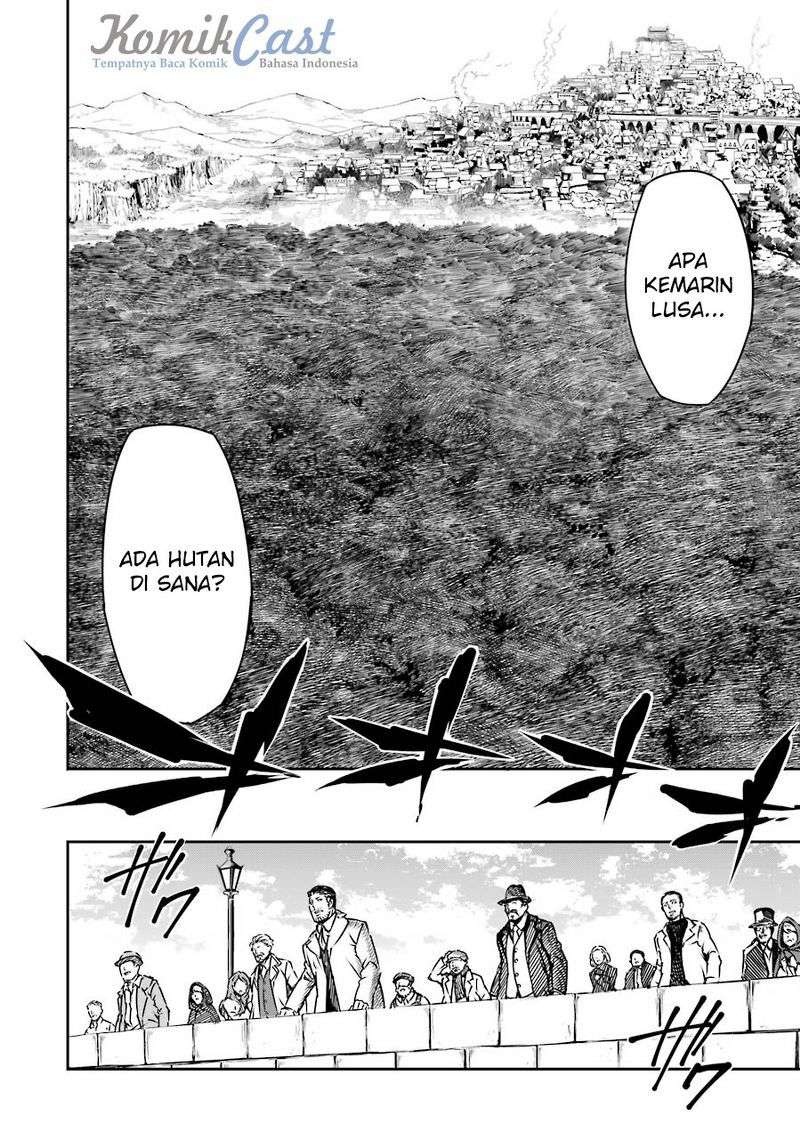 KomikCast
Tempatnya Baca Komik Bahasa Indonesia
APA
KEMARIN
LUSA...
ADA HUTAN
DI SANA?
ザワ
ザワ